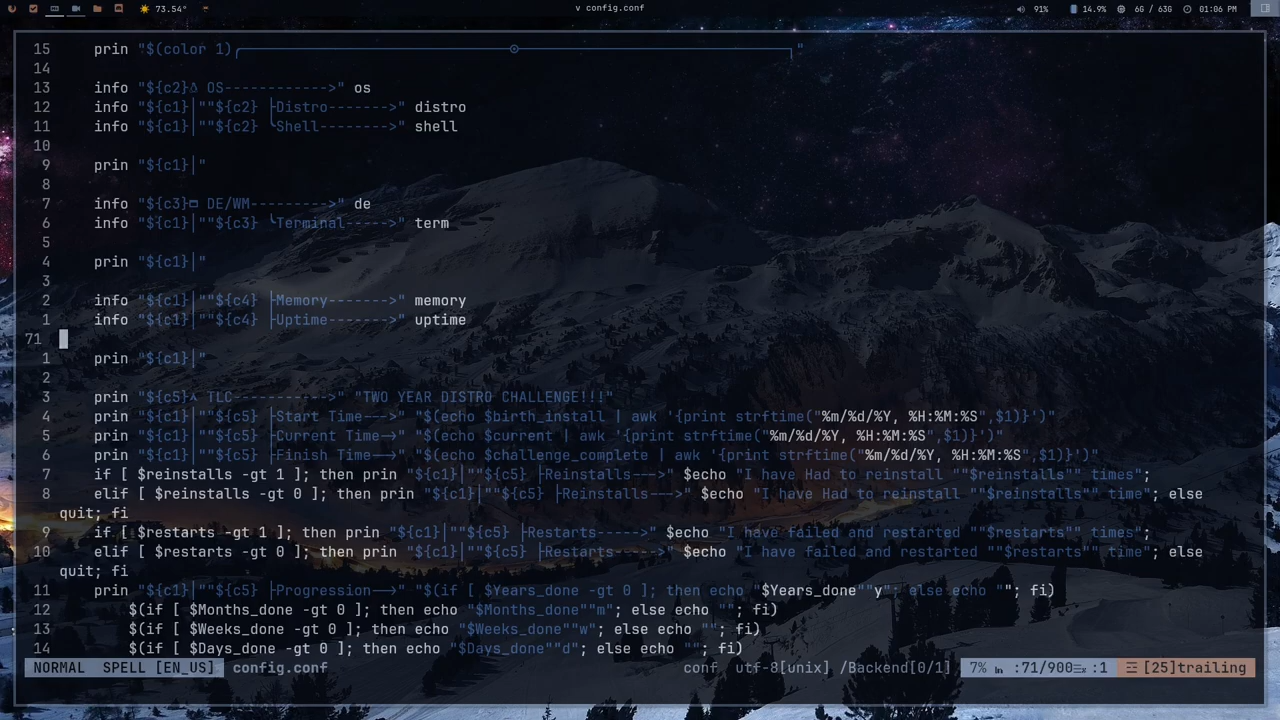 73.54° v config.conf 91% 14.9% 6G / 63G 01:06 PM
15 prin "$(color 1)╭───────────⊙───────────┐"
14
13 info "${c2} OS------------>" os
12 info "${c1}│""${c2} ├Distro------->" distro
11 info "${c1}│""${c2} ╰Shell-------->" shell
10
9 prin "${c1}│"
8
7 info "${c3} DE/WM--------->" de
6 info "${c1}│""${c3} ╰Terminal----->" term
5
4 prin "${c1}│"
3
2 info "${c1}│""${c4} ├Memory------->" memory
1 info "${c1}│""${c4} ├Uptime------->" uptime
71
1 prin "${c1}│"
2
3 prin "${c5} TLC----------->" "TWO YEAR DISTRO CHALLENGE!!!"
4 prin "${c1}│""${c5} ├Start Time--->" "$(echo $birth_install | awk '{print strftime("%m/%d/%Y, %H:%M:%S",$1)}')"
5 prin "${c1}│""${c5} ├Current Time-->" "$(echo $current | awk '{print strftime("%m/%d/%Y, %H:%M:%S",$1)}')"
6 prin "${c1}│""${c5} ├Finish Time-->" "$(echo $challenge_complete | awk '{print strftime("%m/%d/%Y, %H:%M:%S",$1)}')"
7 if [ $reinstalls -gt 1 ]; then prin "${c1}│""${c5} ├Reinstalls--->" $echo "I have Had to reinstall ""$reinstalls"" times";
8 elif [ $reinstalls -gt 0 ]; then prin "${c1}│""${c5} ├Reinstalls--->" $echo "I have Had to reinstall ""$reinstalls"" time"; else
quit; fi
9 if [ $restarts -gt 1 ]; then prin "${c1}│""${c5} ├Restarts----->" $echo "I have failed and restarted ""$restarts"" times";
10 elif [ $restarts -gt 0 ]; then prin "${c1}│""${c5} ├Restarts----->" $echo "I have failed and restarted ""$restarts"" time"; else
quit; fi
11 prin "${c1}│""${c5} ├Progression-->" "$(if [ $Years_done -gt 0 ]; then echo "$Years_done""y"; else echo ""; fi)
12 $(if [ $Months_done -gt 0 ]; then echo "$Months_done""m"; else echo ""; fi)
13 $(if [ $Weeks_done -gt 0 ]; then echo "$Weeks_done""w"; else echo ""; fi)
14 $(if [ $Days_done -gt 0 ]; then echo "$Days_done""d"; else echo ""; fi)
NORMAL SPELL [EN_US] config.conf conf utf-8[unix] /Backend[0/1] 7% ㏑ :71/900☰ :1 Ξ [25]trailing